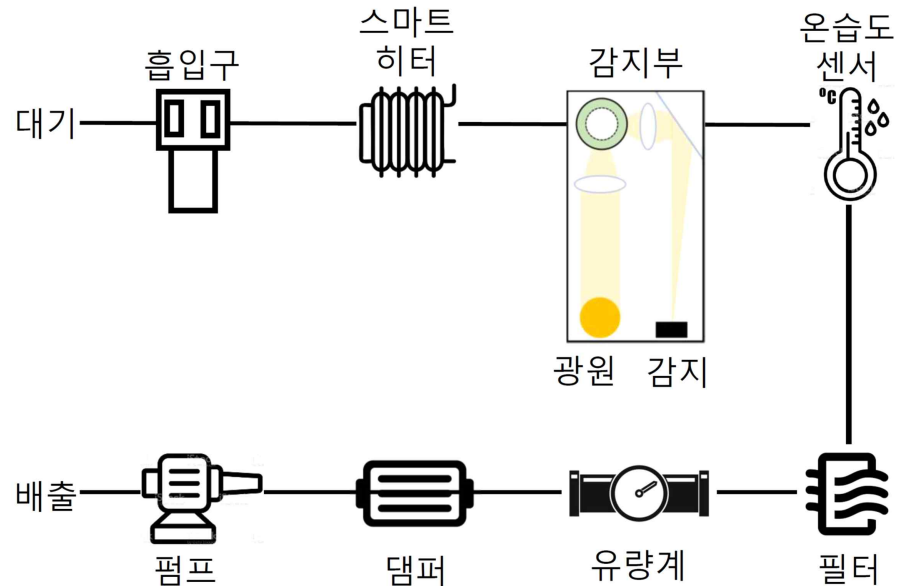 스마트
히터
온습도
센서
흡입구
감지부
대기
℃
광원
감지
배출
펌프
댐퍼
유량계
필터